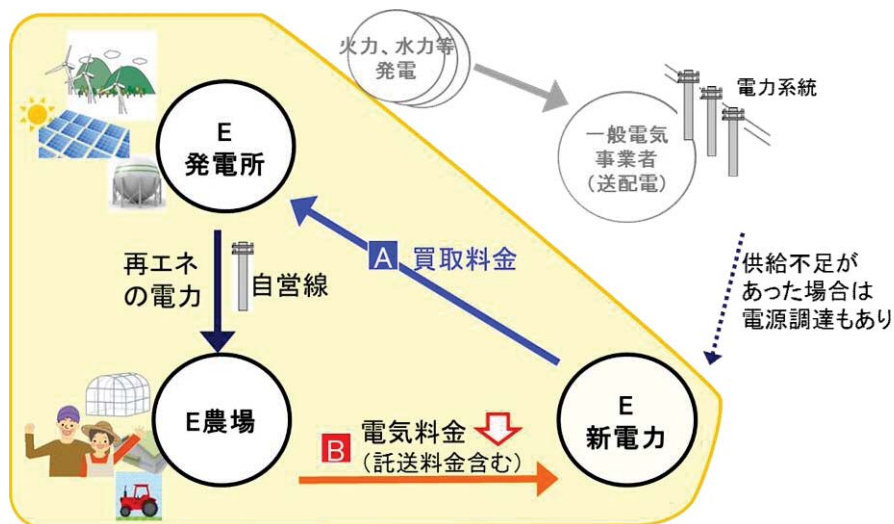 火力、水力等
発電
電力系統
一般電気
事業者
(送配電)
E
発電所
A 買取料金
再エネ
の電力
自営線
供給不足が
あった場合は
電源調達もあり
E農場
B 電気料金
(託送料金含む)
E
新電力